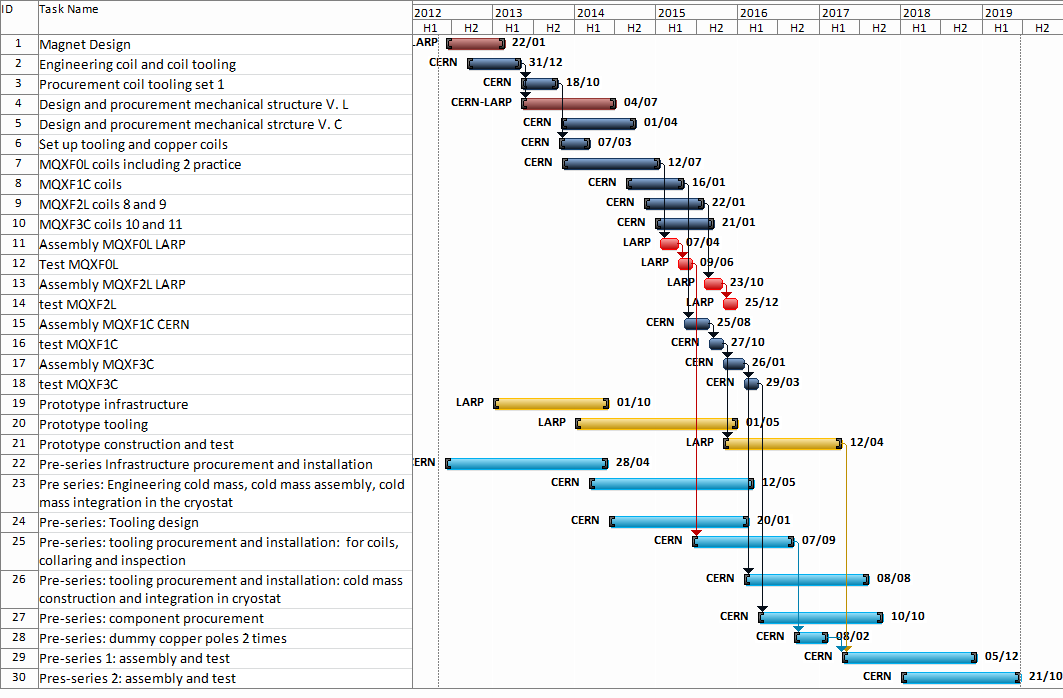 ID Task Name 2012 2013 2014 2015 2016 2017 2018 2019
H1 H2 H1 H2 H1 H2 H1 H2 H1 H2 H1 H2 H1 H2 H1 H2
1 Magnet Design LARP 22/01
2 Engineering coil and coil tooling CERN 31/12
3 Procurement coil tooling set 1 CERN 18/10
4 Design and procurement mechanical structure V. L CERN-LARP 04/07
5 Design and procurement mechanical strcture V. C CERN 01/04
6 Set up tooling and copper coils CERN 07/03
7 MQXF0L coils including 2 practice CERN 12/07
8 MQXF1C coils CERN 16/01
9 MQXF2L coils 8 and 9 CERN 22/01
10 MQXF3C coils 10 and 11 CERN 21/01
11 Assembly MQXF0L LARP LARP 07/04
12 Test MQXF0L LARP 09/06
13 Assembly MQXF2L LARP LARP 23/10
14 test MQXF2L LARP 25/12
15 Assembly MQXF1C CERN CERN 25/08
16 test MQXF1C CERN 27/10
17 Assembly MQXF3C CERN 26/01
18 test MQXF3C CERN 29/03
19 Prototype infrastructure LARP 01/10
20 Prototype tooling LARP 01/05
21 Prototype construction and test LARP 12/04
22 Pre-series Infrastructure procurement and installation ERN 28/04
23 Pre series: Engineering cold mass, cold mass assembly, cold CERN 12/05
mass integration in the cryostat
24 Pre-series: Tooling design CERN 20/01
25 Pre-series: tooling procurement and installation: for coils, CERN 07/09
collaring and inspection
26 Pre-series: tooling procurement and installation: cold mass CERN 08/08
construction and integration in cryostat
27 Pre-series: component procurement CERN 10/10
28 Pre-series: dummy copper poles 2 times CERN 08/02
29 Pre-series 1: assembly and test CERN 05/12
30 Pres-series 2: assembly and test CERN 21/10